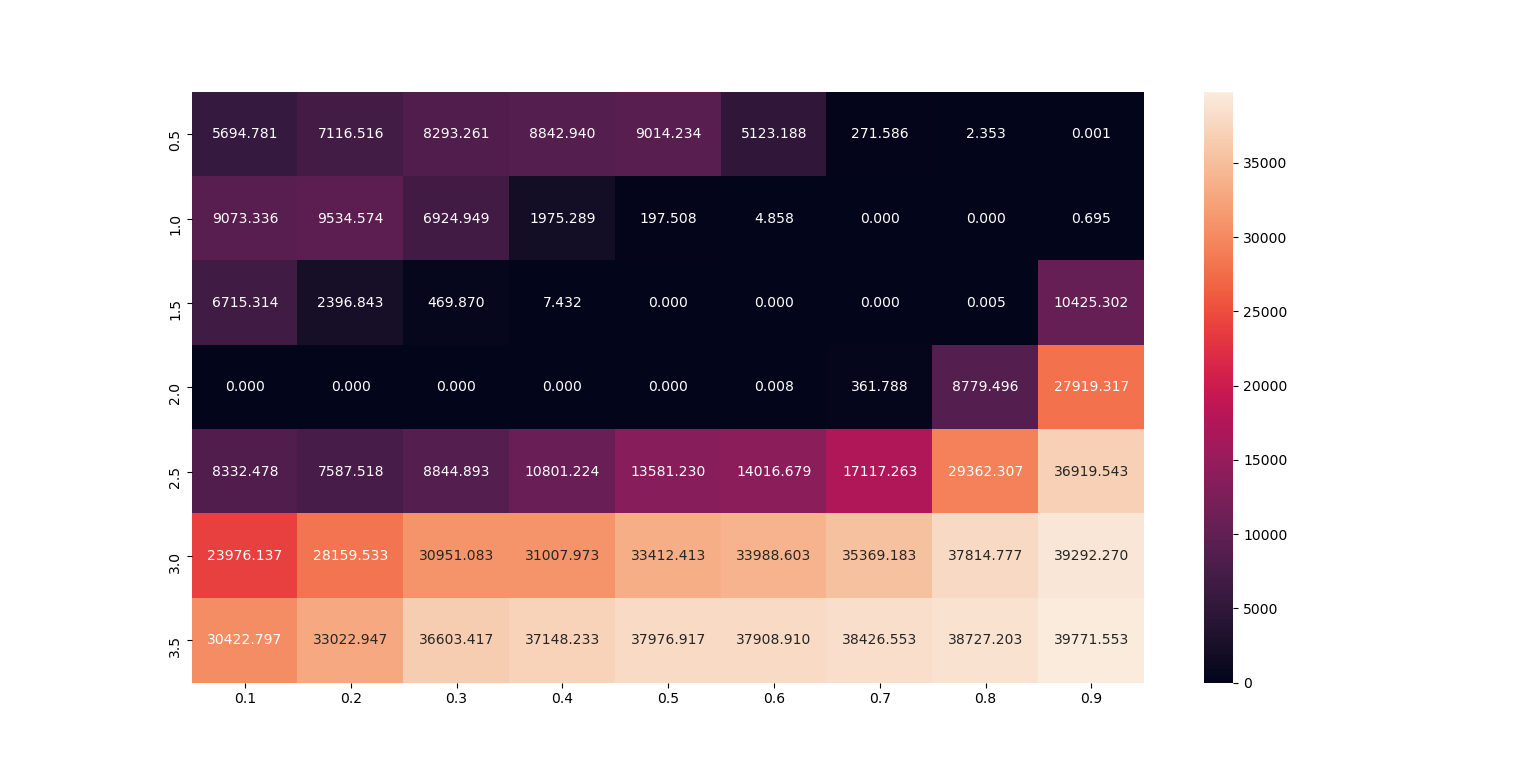 0.5 5694.781 7116.516 8293.261 8842.940 9014.234 5123.188 271.586 2.353 0.001
1.0 9073.336 9534.574 6924.949 1975.289 197.508 4.858 0.000 0.000 0.695
1.5 6715.314 2396.843 469.870 7.432 0.000 0.000 0.000 0.005 10425.302
2.0 0.000 0.000 0.000 0.000 0.000 0.008 361.788 8779.496 27919.317
2.5 8332.478 7587.518 8844.893 10801.224 13581.230 14016.679 17117.263 29362.307 36919.543
3.0 23976.137 28159.533 30951.083 31007.973 33412.413 33988.603 35369.183 37814.777 39292.270
3.5 30422.797 33022.947 36603.417 37148.233 37976.917 37908.910 38426.553 38727.203 39771.553
0.1 0.2 0.3 0.4 0.5 0.6 0.7 0.8 0.9
35000
30000
25000
20000
15000
10000
5000
0